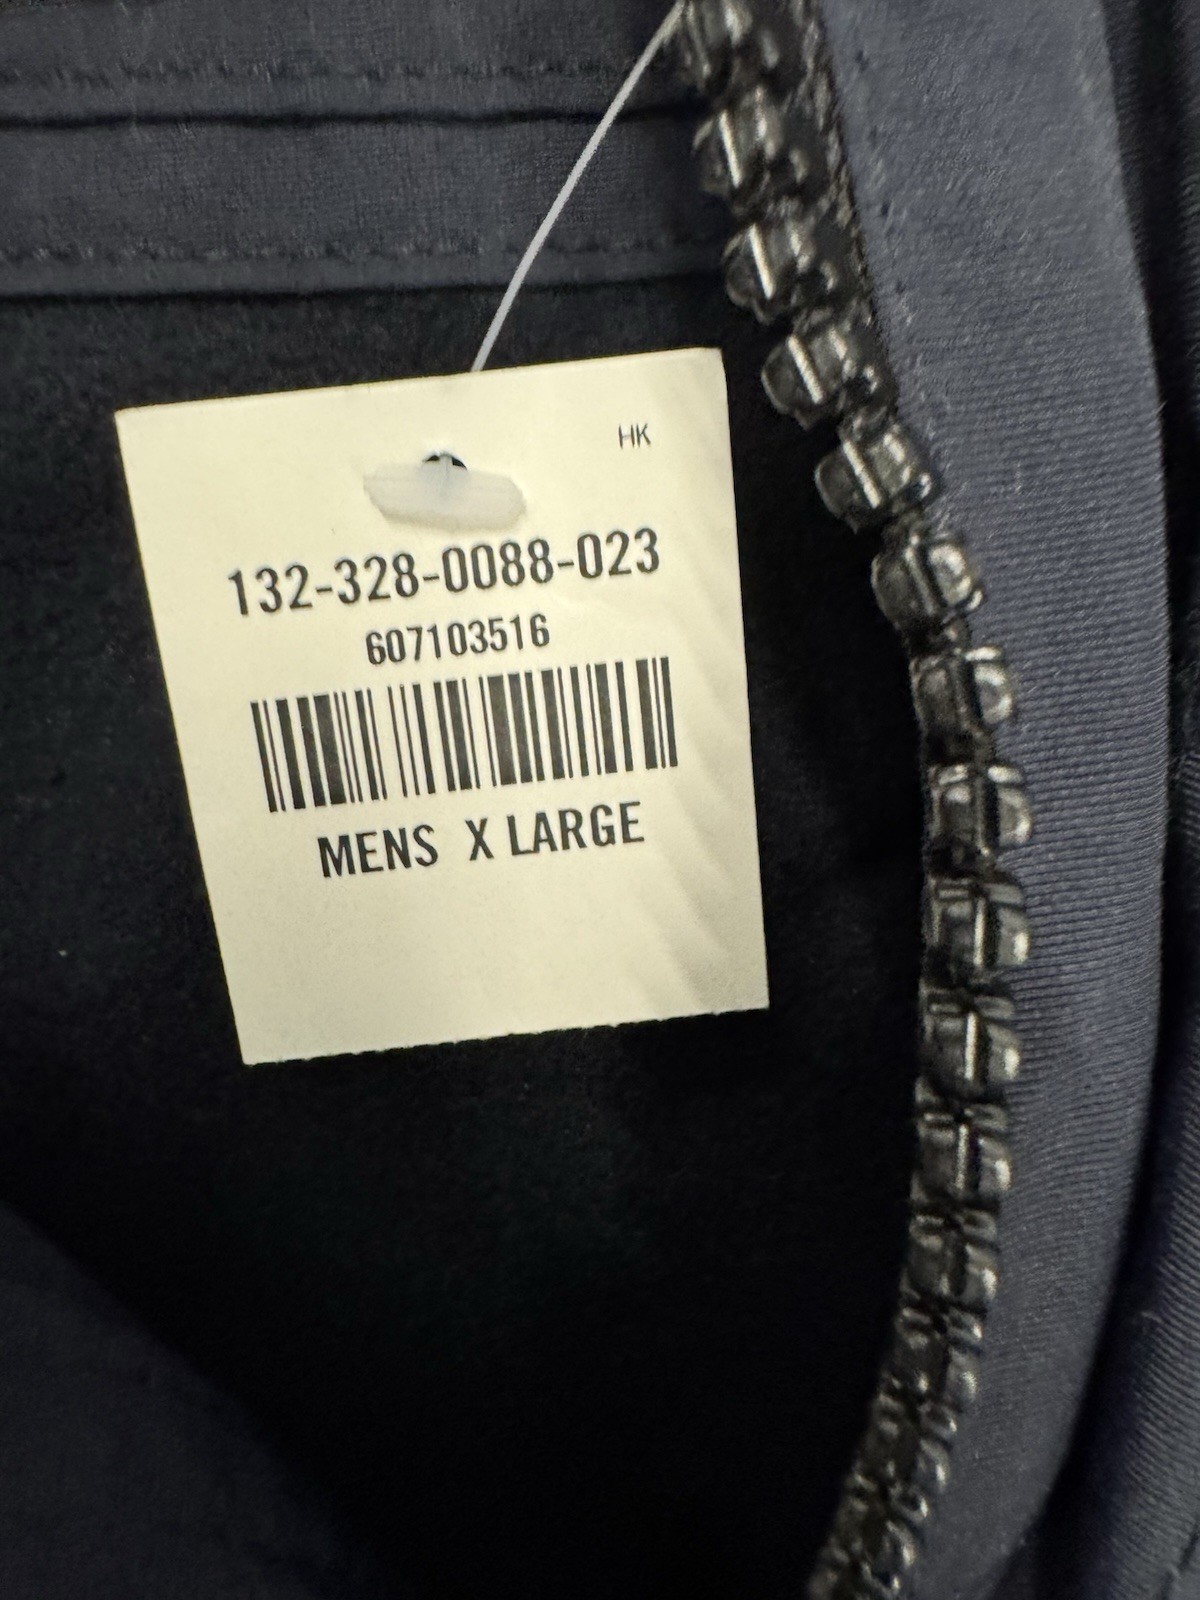 HK
132-328-0088-023
607103516
MENS X LARGE